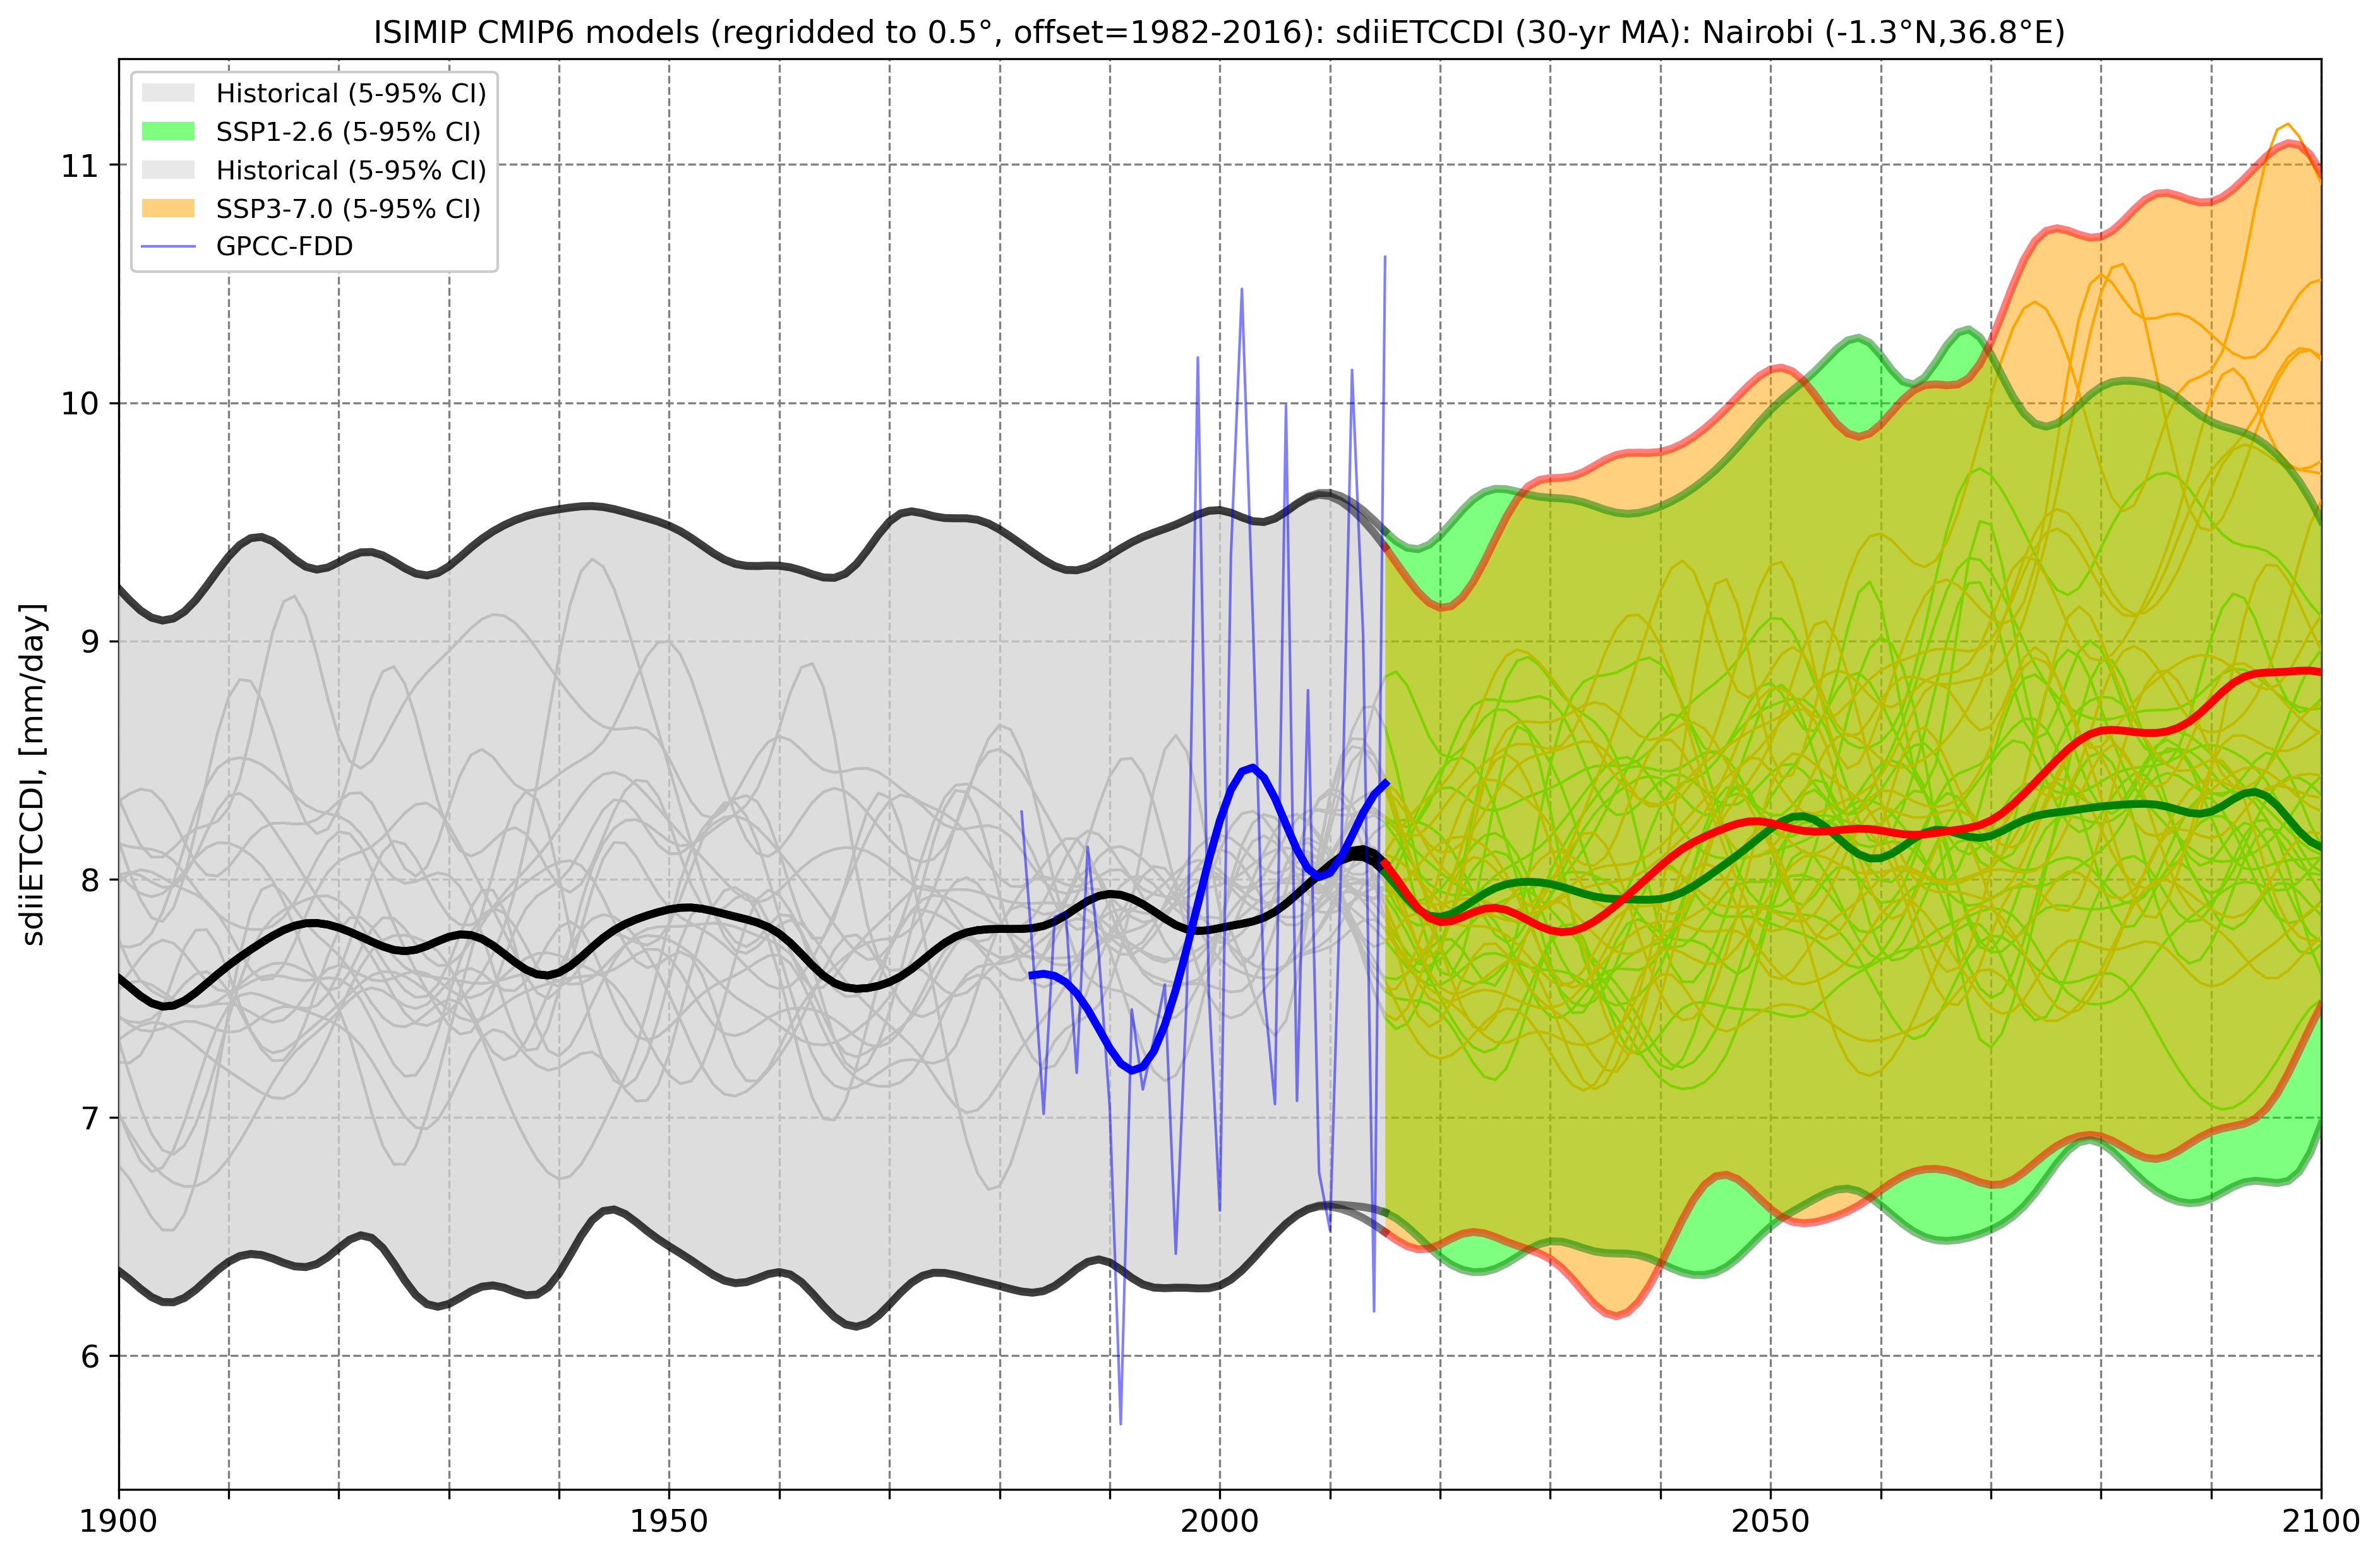 ISIMIP CMIP6 models (regridded to 0.5°, offset=1982-2016): sdiiETCCDI (30-yr MA): Nairobi (-1.3°N,36.8°E)
Historical (5-95% CI)
SSP1-2.6 (5-95% CI)
Historical (5-95% CI)
SSP3-7.0 (5-95% CI)
GPCC-FDD
sdiiETCCDI, [mm/day]
11
10
9
8
7
6
1900
1950
2000
2050
2100